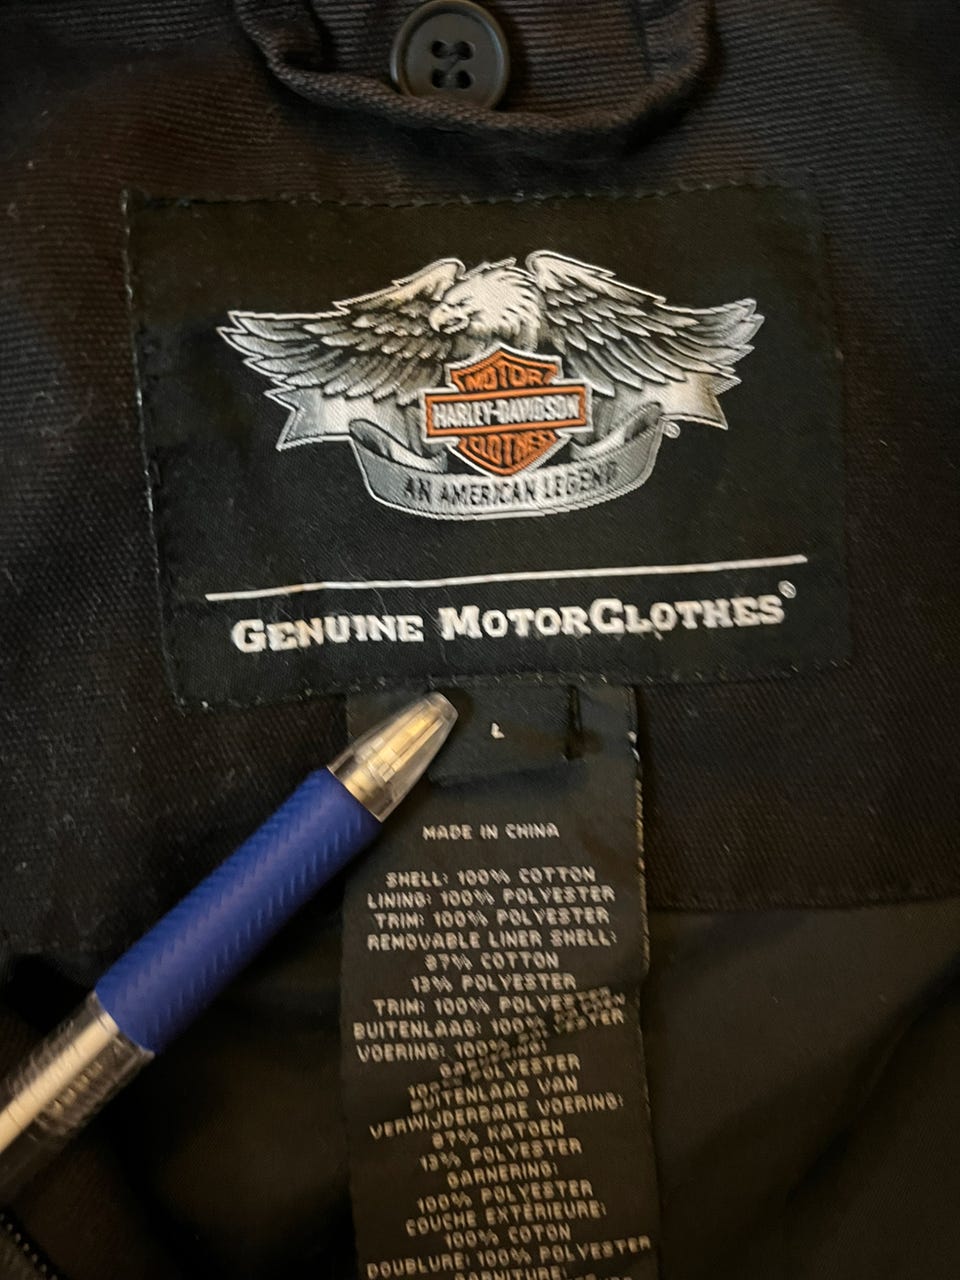 MOTOR
HARLEY-DAVIDSON
CLOTHES
®
AN AMERICAN LEGEND
GENUINE MOTORCLOTHES®
L
MADE IN CHINA
SHELL: 100% COTTON
LINING: 100% POLYESTER
TRIM: 100% POLYESTER
REMOVABLE LINER SHELL:
87% COTTON
13% POLYESTER
TRIM: 100% POLYESTER
BUITENLAAG: 100%
VOERING: 100%
POLYESTER
BUITENLAAG VAN
VERWIJDERBARE VOERING:
87% KATOEN
13% POLYESTER
GARNERING:
100% POLYESTER
COUCHE EXTÉRIEURE:
100% COTON
DOUBLURE: 100% POLYESTER
GARNITURE: